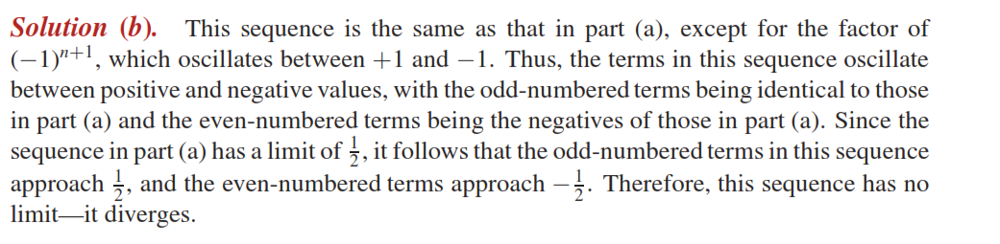 Solution (b). This sequence is the same as that in part (a), except for the factor of
(−1)ⁿ⁺¹, which oscillates between +1 and −1. Thus, the terms in this sequence oscillate
between positive and negative values, with the odd-numbered terms being identical to those
in part (a) and the even-numbered terms being the negatives of those in part (a). Since the
sequence in part (a) has a limit of ½, it follows that the odd-numbered terms in this sequence
approach ½, and the even-numbered terms approach −½. Therefore, this sequence has no
limit—it diverges.